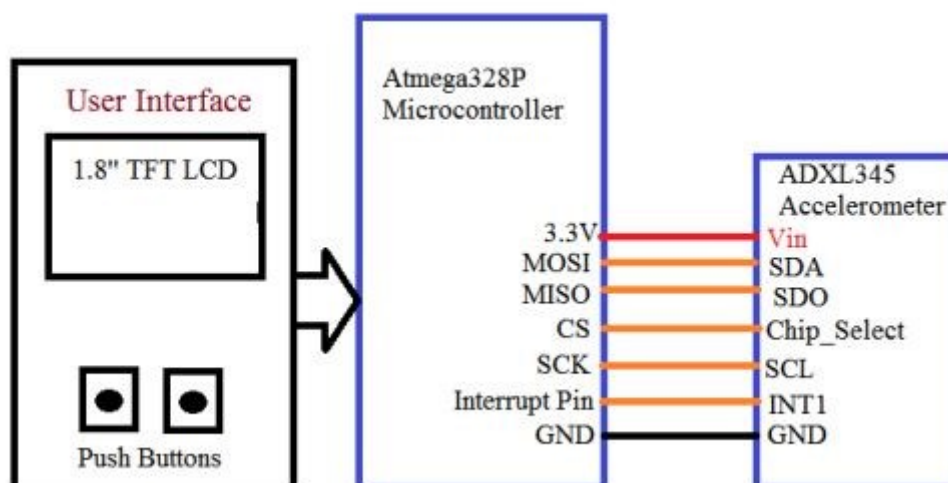 User Interface
1.8" TFT LCD
Push Buttons
Atmega328P
Microcontroller
3.3V
MOSI
MISO
CS
SCK
Interrupt Pin
GND
ADXL345
Accelerometer
Vin
SDA
SDO
Chip_Select
SCL
INT1
GND